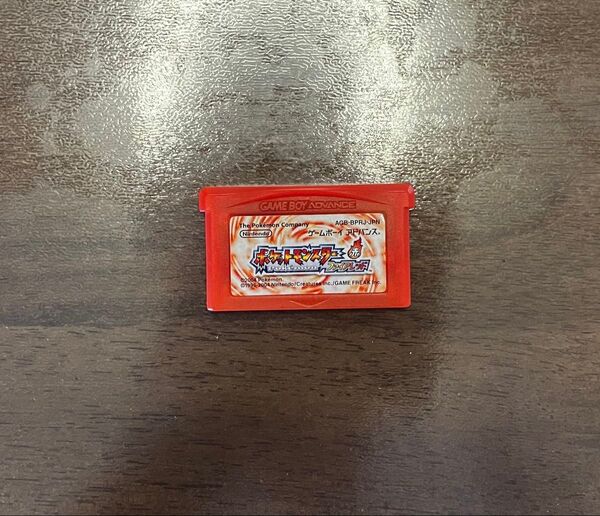 GAME BOY ADVANCE
The Pokémon Company
AGB-BPRJ-JPN
Nintendo
ゲームボーイ アドバンス®
ポケットモンスター
ファイアレッド
©2004 Pokémon.
©1995-2004 Nintendo/Creatures inc./GAME FREAK inc.